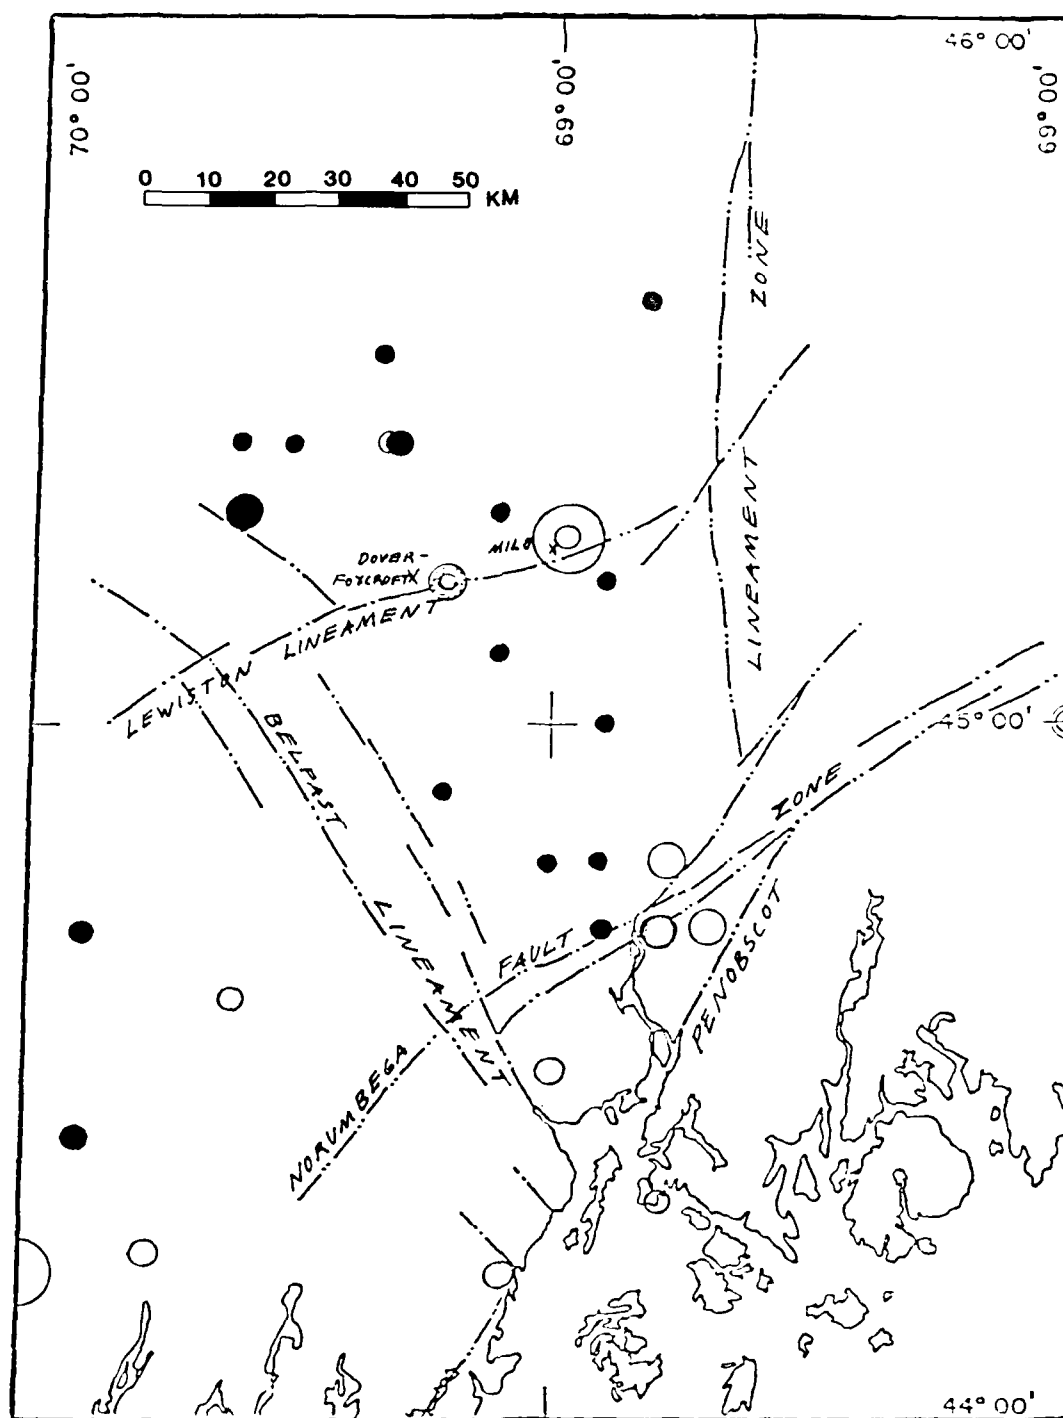 46° 00'
70° 00'
69° 00'
69° 00'
0 10 20 30 40 50 KM
ZONE
LINEAMENT
DOVER-
FOXCROFT X
MILO X
LEWISTON LINEAMENT
BELFAST LINEAMENT
45° 00'
NORUMBEGA FAULT ZONE
PENOBSCOT
44° 00'